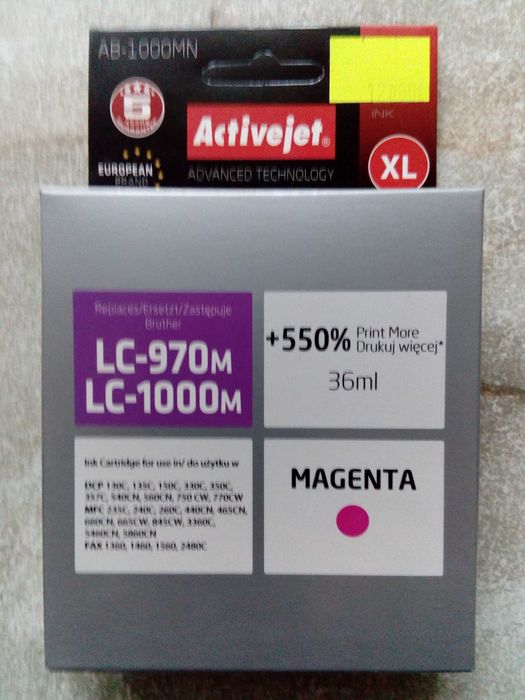 AB-1000MN
6
INK
Activejet®
EUROPEAN
BRAND
ADVANCED TECHNOLOGY
XL
Replaces/Ersetzt/Zastępuje
Brother
LC-970M
LC-1000M
+550% Print More
Drukuj więcej*
36ml
Ink Cartridge for use in/ do użytku w
DCP 130C, 135C, 150C, 330C, 350C,
357C, 540CN, 560CN, 750 CW, 770CW
MFC 235C, 240C, 260C, 440CN, 465CN,
660CN, 665CW, 845CW, 3360C,
5460CN, 5860CN
FAX 1360, 1460, 1560, 2480C
MAGENTA